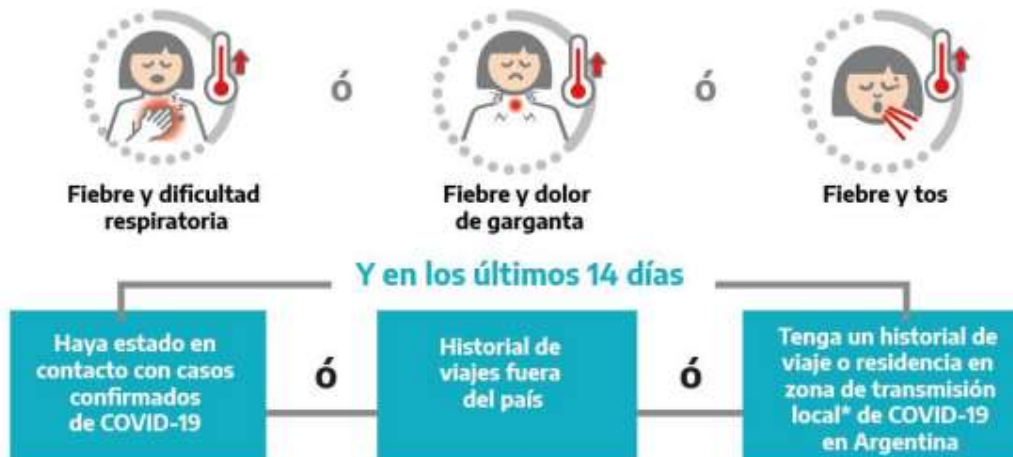 ó
ó
Fiebre y dificultad
respiratoria
Fiebre y dolor
de garganta
Fiebre y tos
Y en los últimos 14 días
Haya estado en
contacto con casos
confirmados
de COVID-19
ó
Historial de
viajes fuera
del país
ó
Tenga un historial de
viaje o residencia en
zona de transmisión
local* de COVID-19
en Argentina